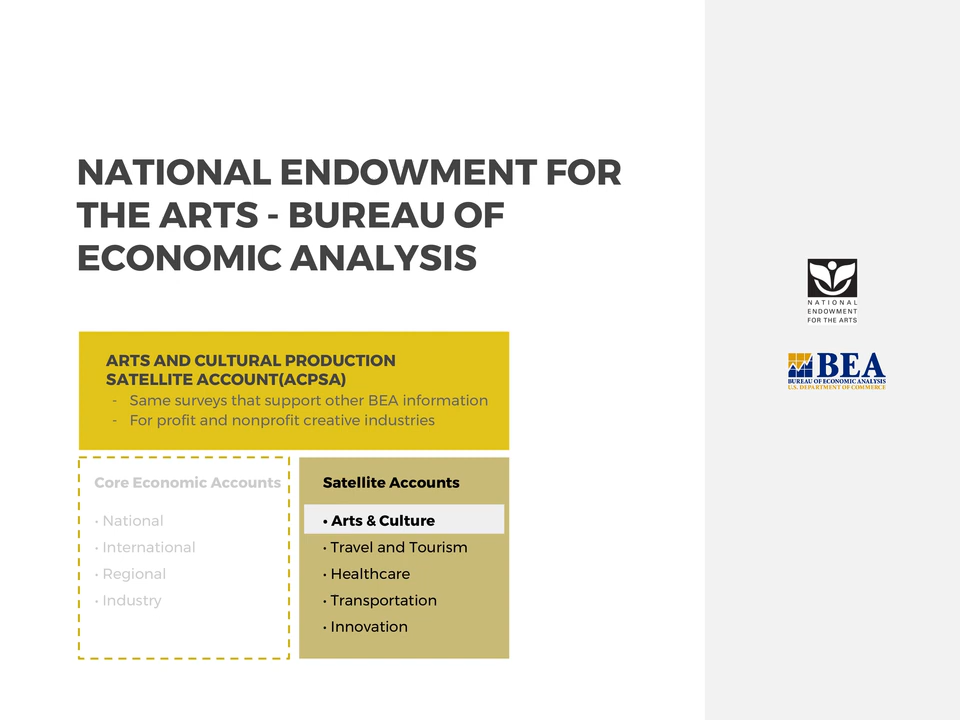 NATIONAL ENDOWMENT FOR
THE ARTS - BUREAU OF
ECONOMIC ANALYSIS
ARTS AND CULTURAL PRODUCTION
SATELLITE ACCOUNT(ACPSA)
- Same surveys that support other BEA information
- For profit and nonprofit creative industries
Core Economic Accounts
• National
• International
• Regional
• Industry
Satellite Accounts
• Arts & Culture
• Travel and Tourism
• Healthcare
• Transportation
• Innovation
NATIONAL
ENDOWMENT
FOR THE ARTS
BEA
BUREAU OF ECONOMIC ANALYSIS
U.S. DEPARTMENT OF COMMERCE